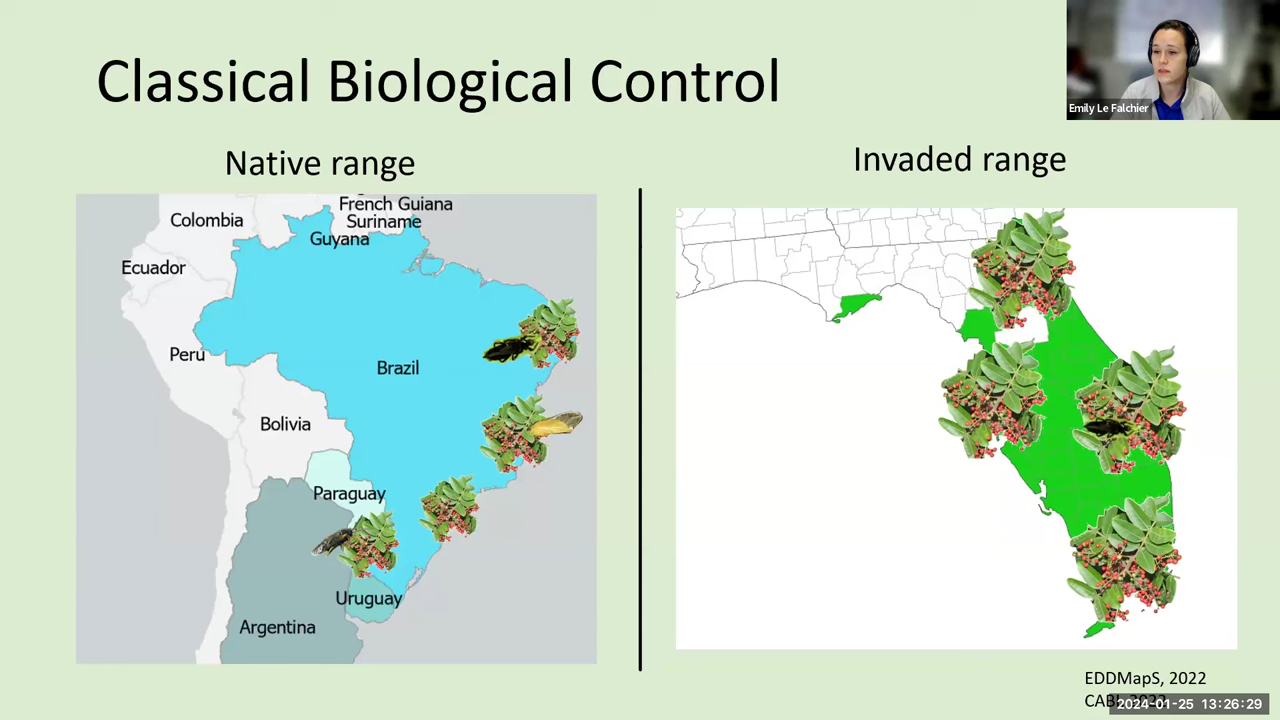 Classical Biological Control
Emily Le Falchier
Native range
Invaded range
French Guiana
Colombia
Suriname
Guyana
Ecuador
Peru
Brazil
Bolivia
Paraguay
Uruguay
Argentina
EDDMapS, 2022
2024-01-25 13:26:29